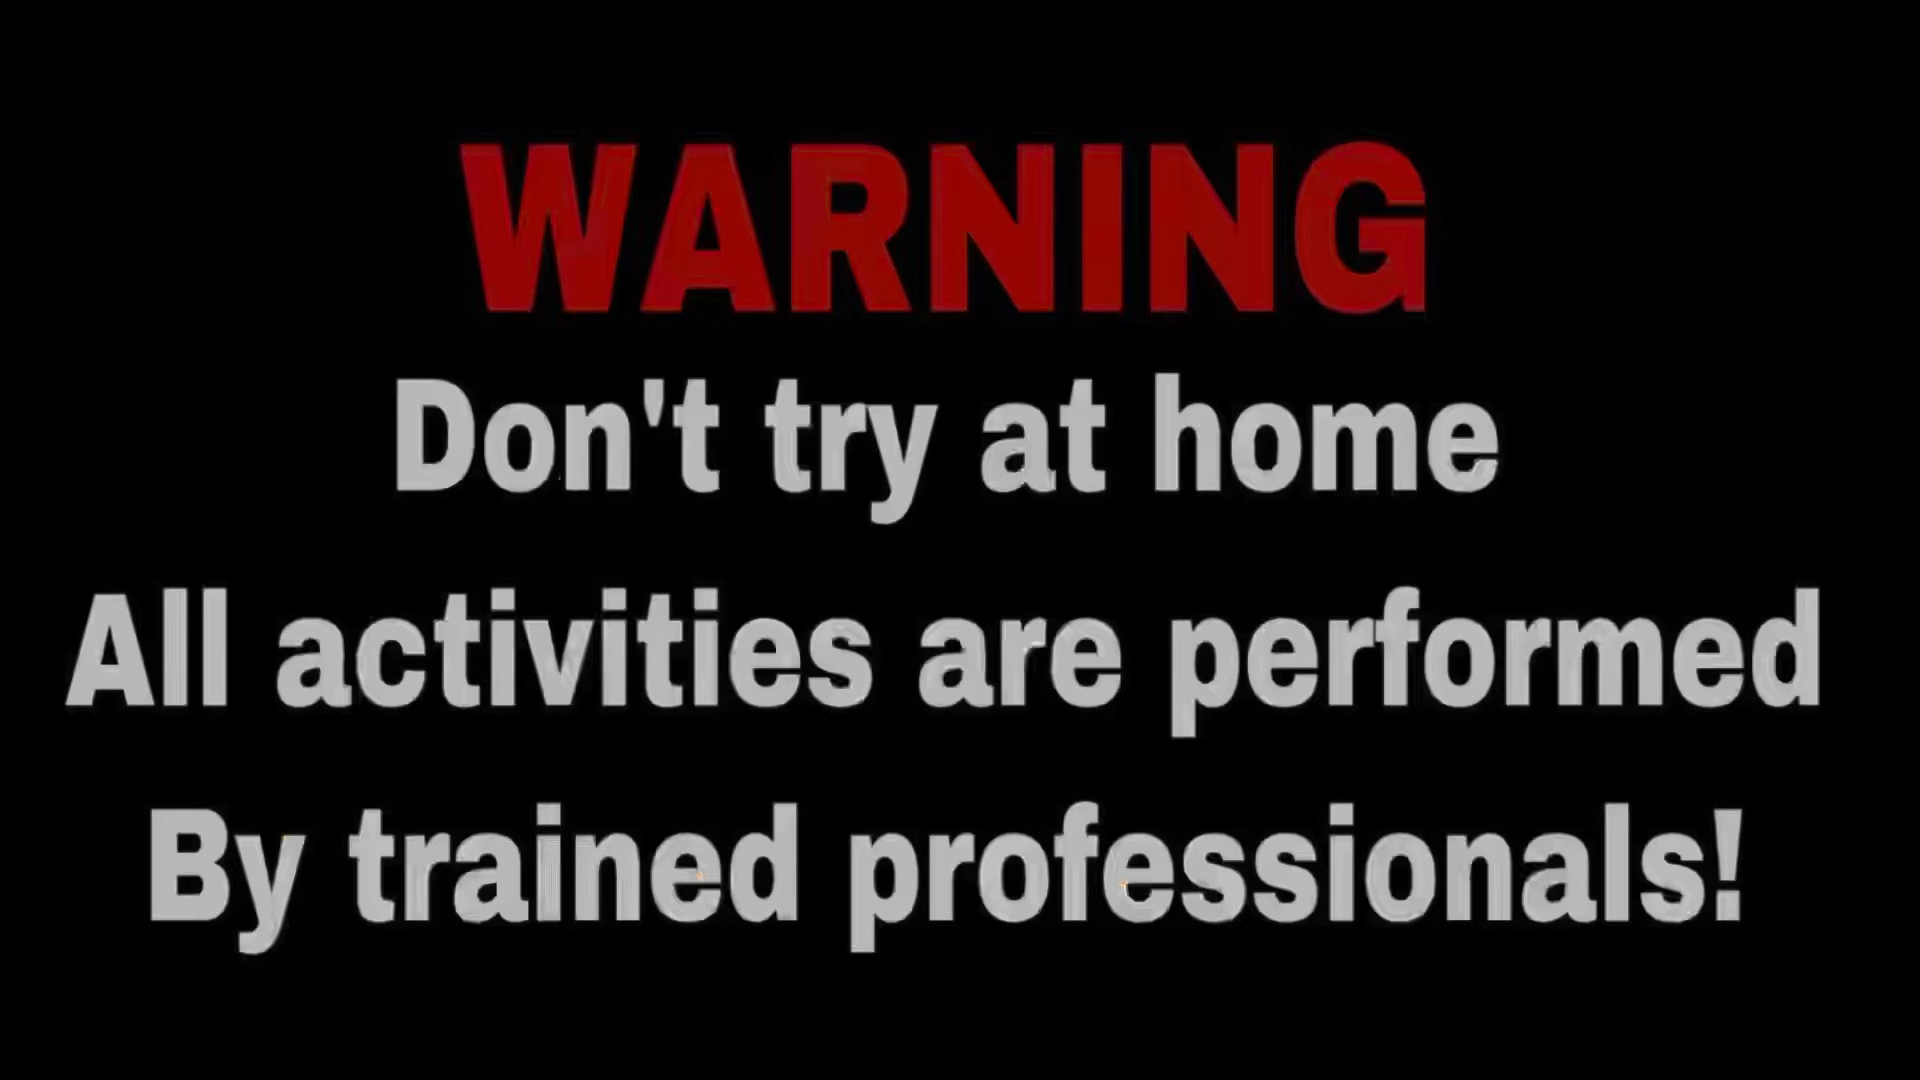 WARNING
Don't try at home
All activities are performed
By trained professionals!